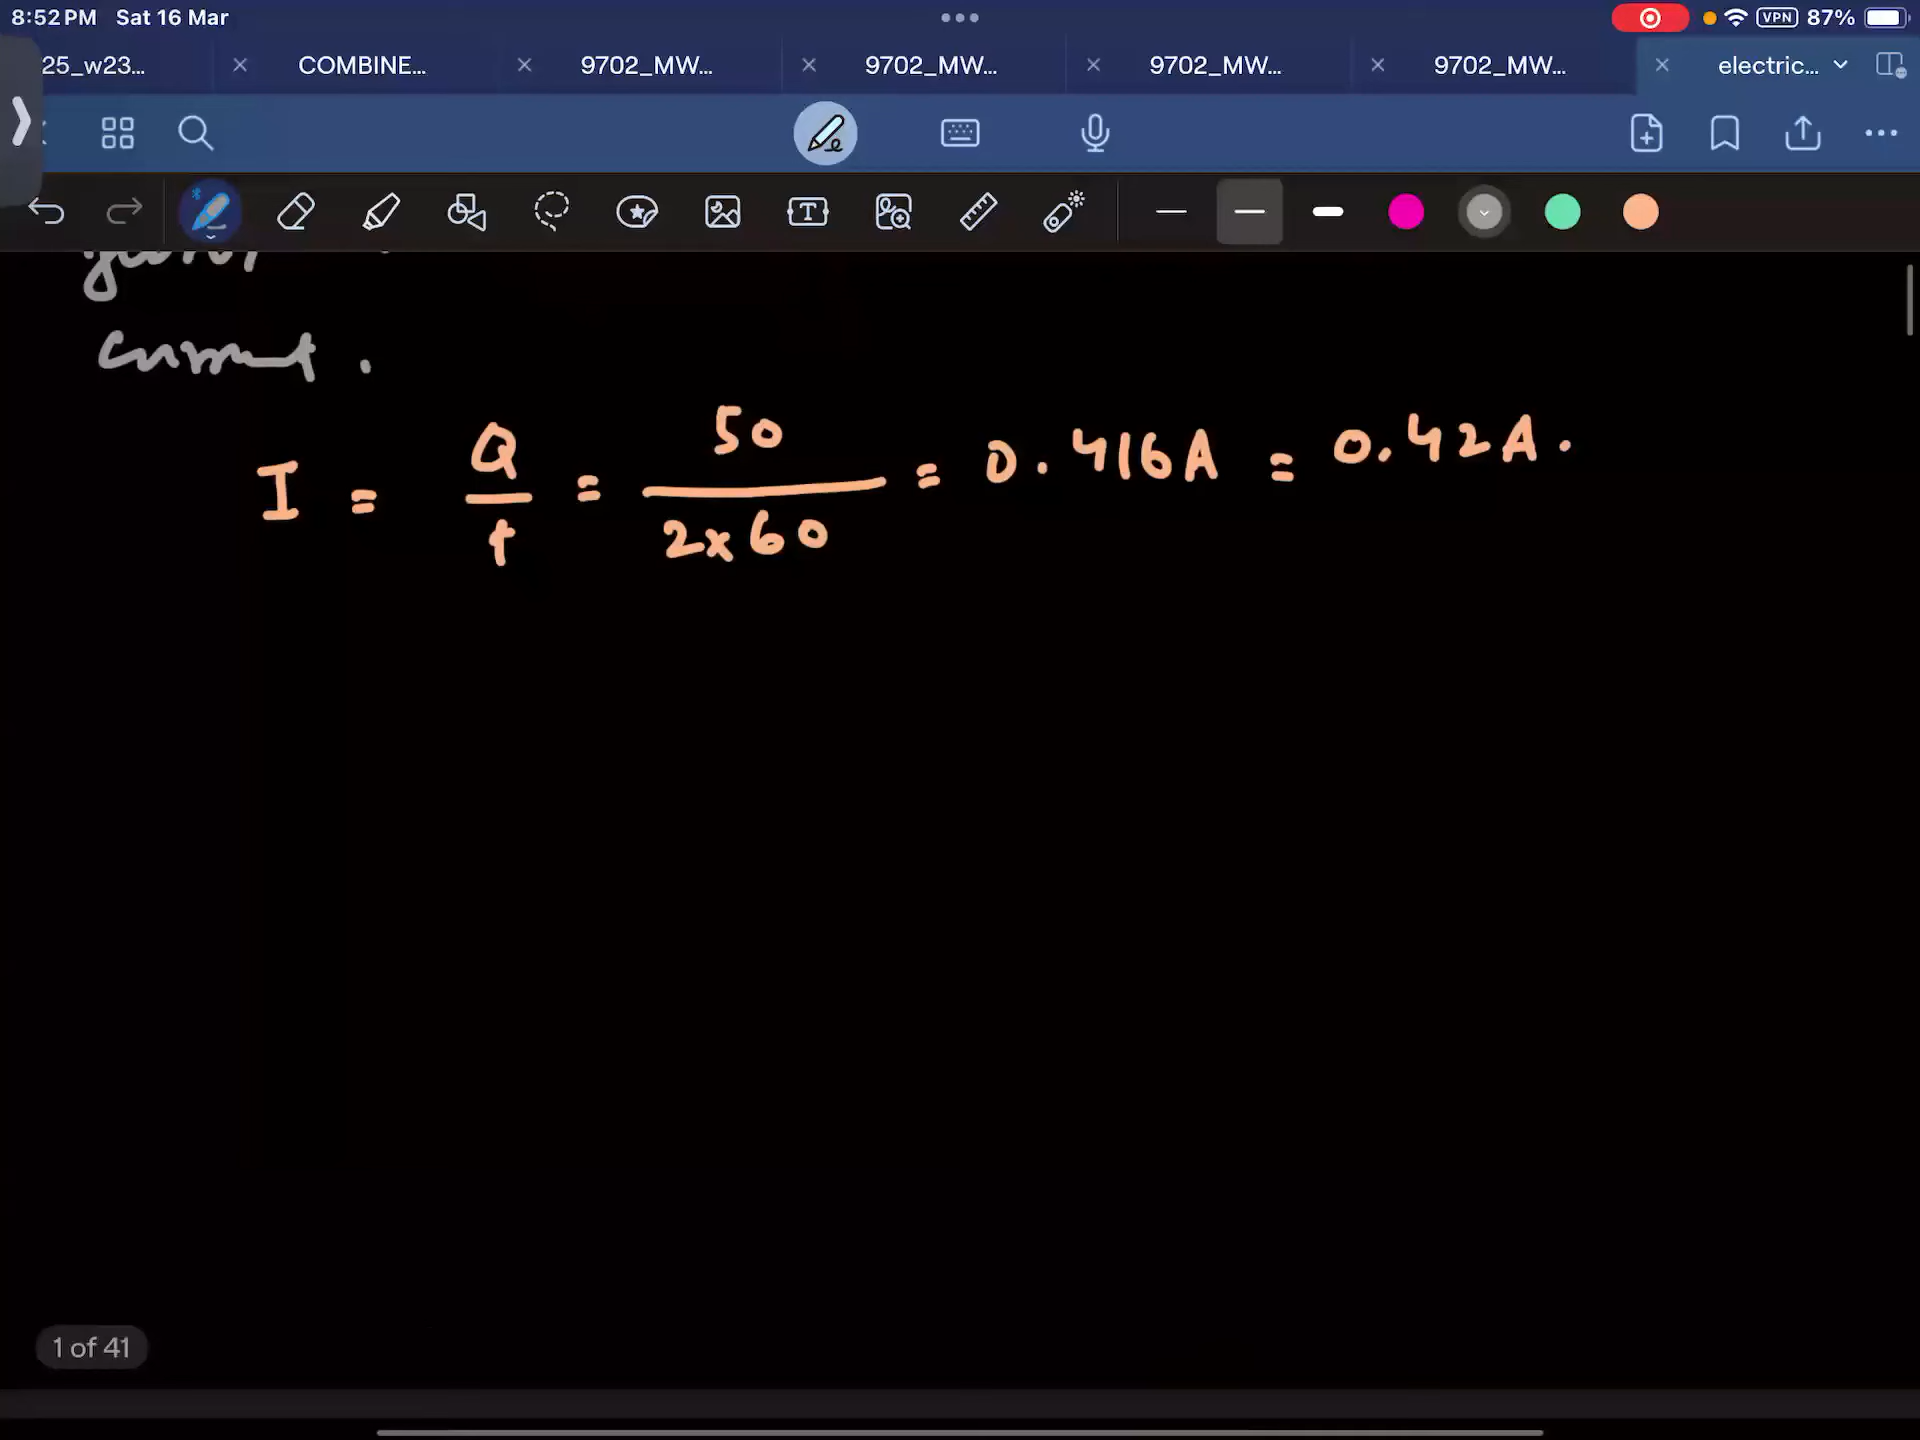 8:52 PM Sat 16 Mar
VPN 87%
25_w23... COMBINE... 9702_MW... 9702_MW... 9702_MW... 9702_MW... electric...
current.
I = Q/t = 50/2x60 = 0.416A = 0.42A.
1 of 41